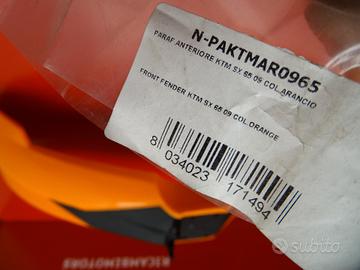 N-PAKTMAR0965
PARAF.ANTERIORE KTM SX 65 09 COL.ARANCIO
FRONT FENDER KTM SX 65 09 COL.ORANGE
8 034023 171494
RICAMBIMOTORS
subito